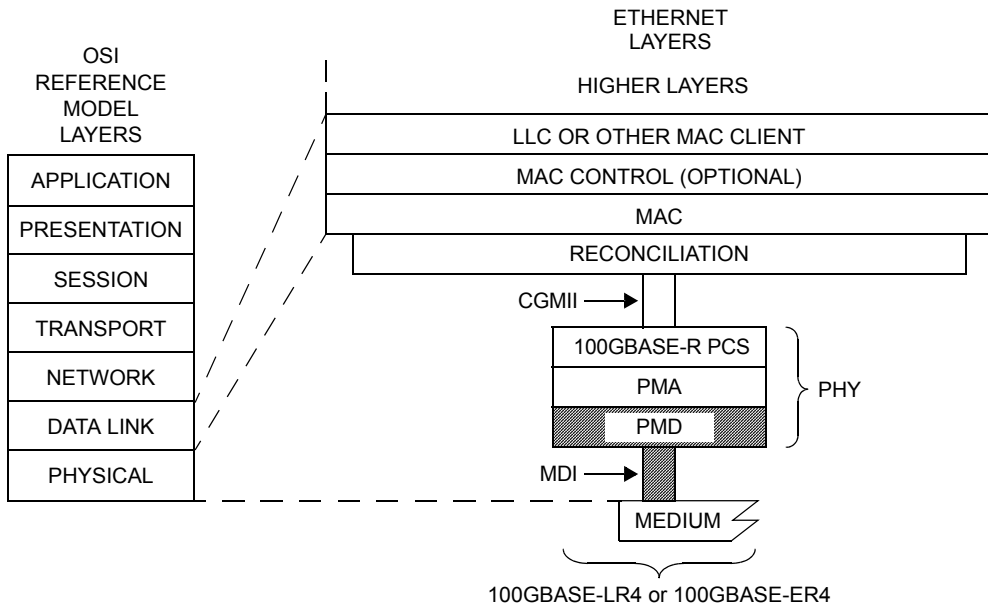 OSI
REFERENCE
MODEL
LAYERS
APPLICATION
PRESENTATION
SESSION
TRANSPORT
NETWORK
DATA LINK
PHYSICAL
ETHERNET
LAYERS
HIGHER LAYERS
LLC OR OTHER MAC CLIENT
MAC CONTROL (OPTIONAL)
MAC
RECONCILIATION
CGMII
100GBASE-R PCS
PMA
PMD
PHY
MDI
MEDIUM
100GBASE-LR4 or 100GBASE-ER4